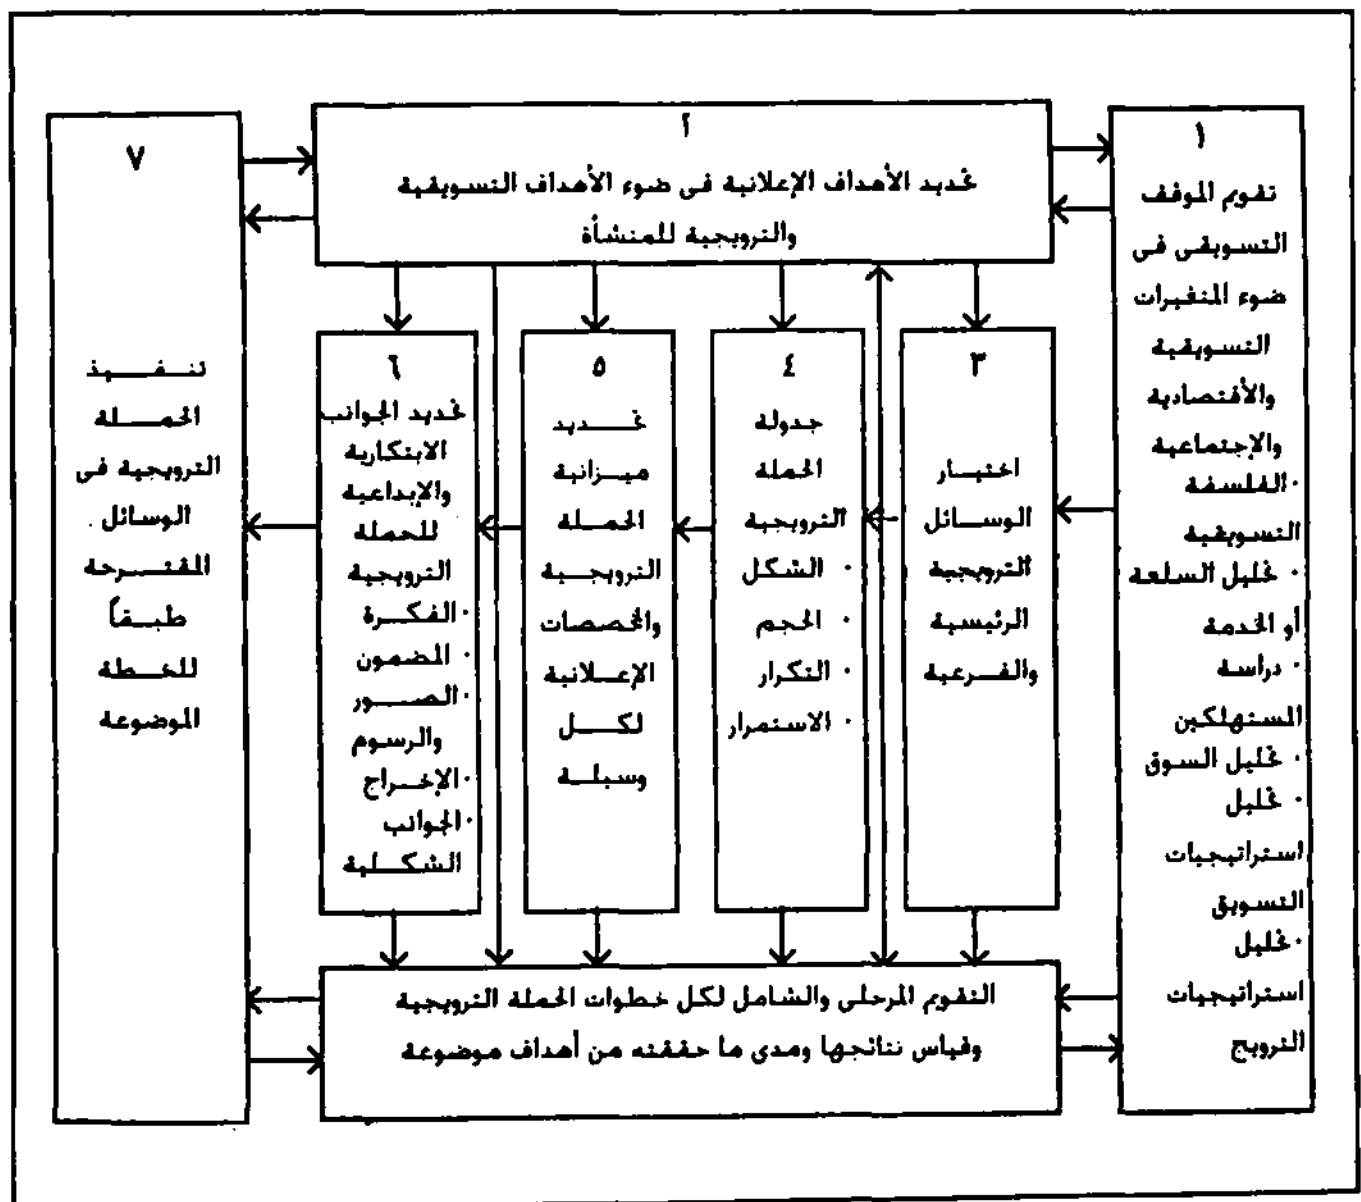 ١
تقويم الموقف
التسويقى فى
ضوء المتغيرات
التسويقية
والأقتصادية
والإجتماعية
· الفلسفة
التسويقية
· تحليل السلعة
أو الخدمة
· دراسة
المستهلكين
· تحليل السوق
· تحليل
استراتيجيات
التسويق
· تحليل
استراتيجيات
الترويج
أ
تحديد الأهداف الإعلانية فى ضوء الأهداف التسويقية
والترويجية للمنشأة
٣
اختيار
الوسائل
الترويجية
الرئيسية
والفرعية
٤
جدولة
الحملة
الترويجية
· الشكل
· الحجم
· التكرار
· الاستمرار
٥
تحديد
ميزانية
الحملة
الترويجية
والمخصصات
الإعلانية
لكل
وسيلة
٦
تحديد الجوانب
الابتكارية
والإبداعية
للحملة
الترويجية
· الفكرة
· المضمون
· الصور
والرسوم
· الإخراج
· الجوانب
الشكلية
٧
تنفيذ
الحملة
الترويجية فى
الوسائل
المقترحة
طبقاً
للخطة
الموضوعة
التقويم المرحلى والشامل لكل خطوات الحملة الترويجية
وقياس نتائجها ومدى ما حققته من أهداف موضوعة